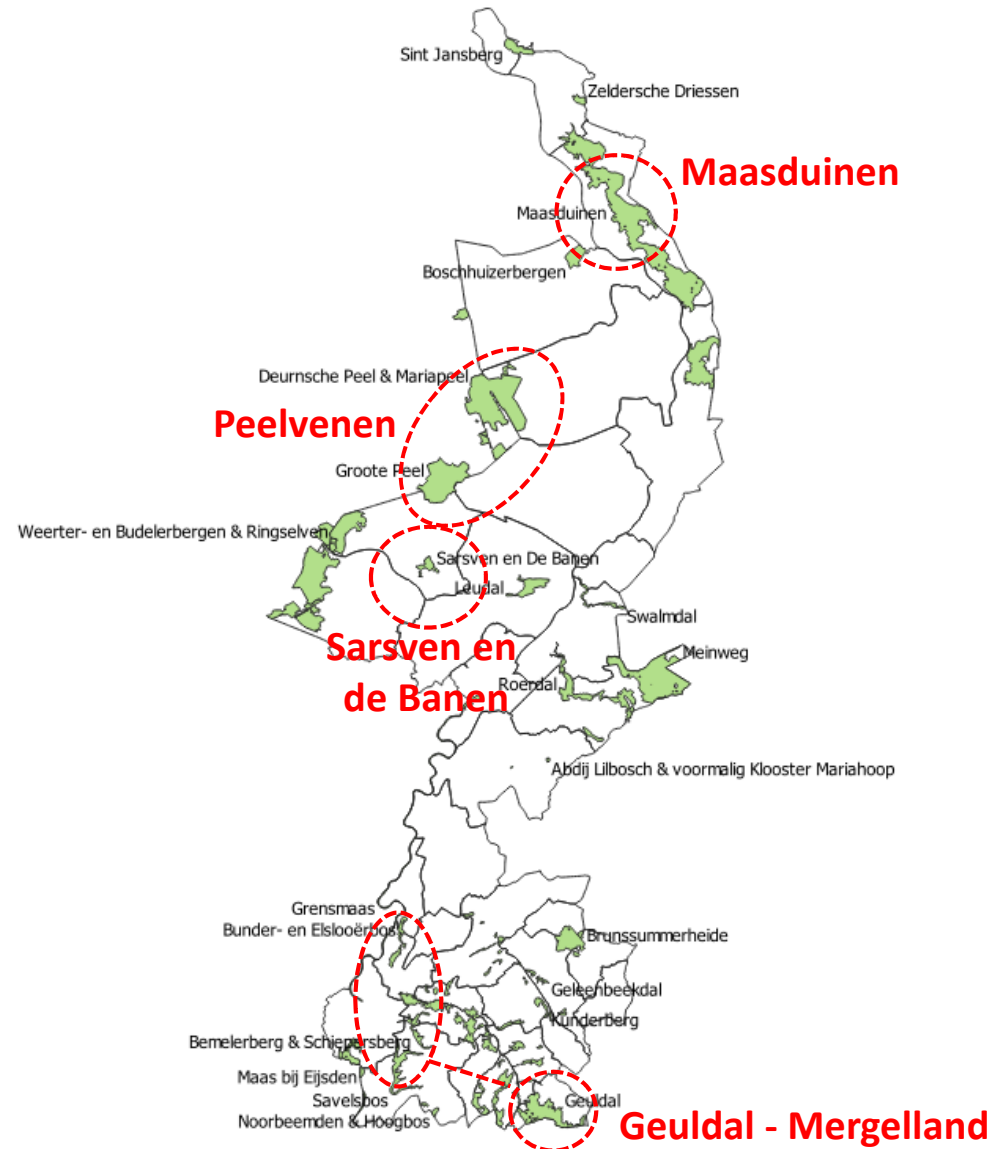 Sint Jansberg
Zeldersche Driessen
Maasduinen
Maasduinen
Boschhuizerbergen
Deurnsche Peel & Mariapeel
Peelvenen
Groote Peel
Weerter- en Budelerbergen & Ringselven
Sarsven en De Banen
Leudal
Swalmdal
Sarsven en
de Banen
Meinweg
Roerdal
Abdij Lilbosch & voormalig Klooster Mariahoop
Grensmaas
Bunder- en Elslooërbos
Brunssummerheide
Geleenbeekdal
Kunderberg
Bemelerberg & Schiepersberg
Maas bij Eijsden
Savelsbos
Geuldal
Noorbeemden & Hoogbos
Geuldal - Mergelland